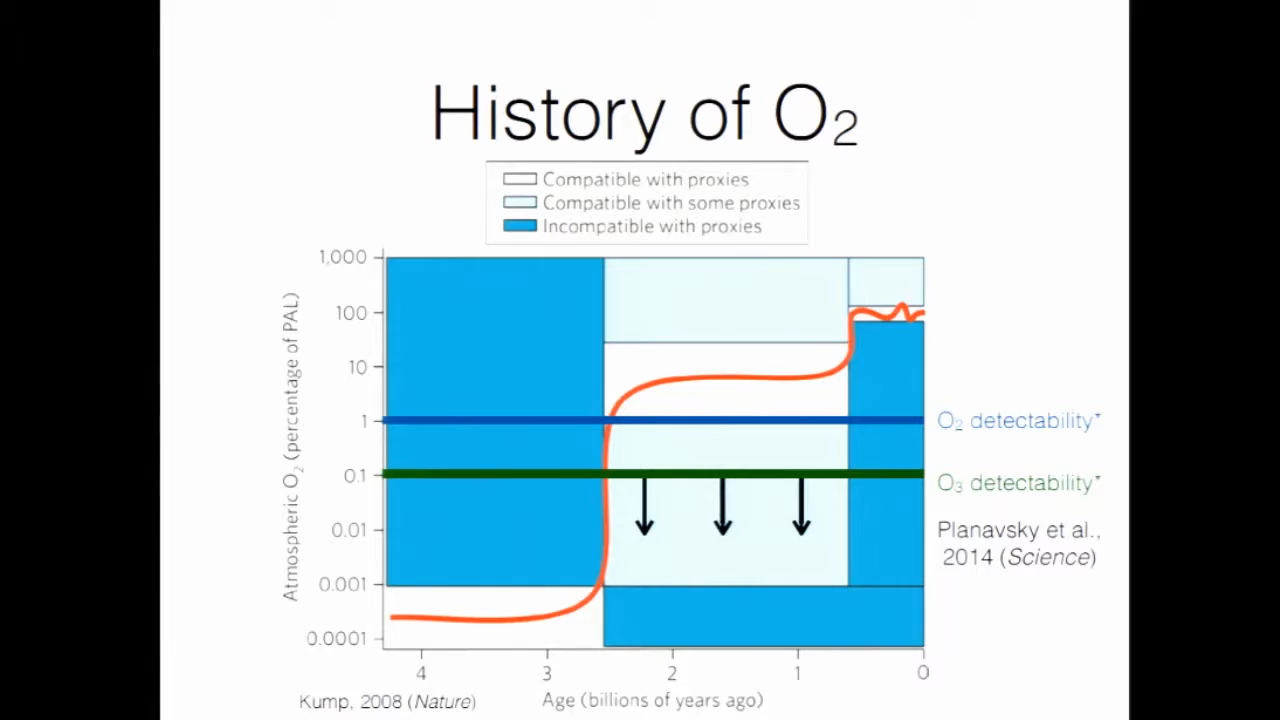 History of O₂
Compatible with proxies
Compatible with some proxies
Incompatible with proxies
Atmospheric O₂ (percentage of PAL)
1,000
100
10
1
0.1
0.01
0.001
0.0001
O₂ detectability*
O₃ detectability*
Planavsky et al.,
2014 (Science)
4
3
2
1
0
Age (billions of years ago)
Kump, 2008 (Nature)